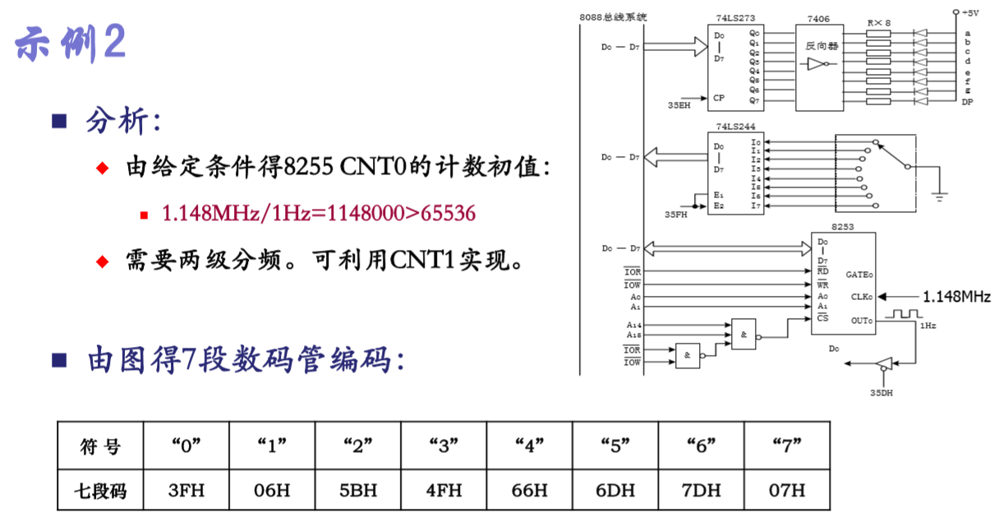 示例2
分析：
由给定条件得8255 CNT0的计数初值：
1.148MHz/1Hz=1148000>65536
需要两级分频。可利用CNT1实现。
由图得7段数码管编码：
8088总线系统
74LS273
7406
R×8
+5V
D0 — D7
D0
D7
CP
35EH
Q0
Q1
Q2
Q3
Q4
Q5
Q6
Q7
反向器
a
b
c
d
e
f
g
DP
74LS244
D0 — D7
D0
D7
E1
E2
35FH
I0
I1
I2
I3
I4
I5
I6
I7
8253
D0 — D7
D0
D7
IOR
RD
GATE0
IOW
WR
A0
A0
CLK0
1.148MHz
A1
A1
CS
OUT0
1Hz
A14
A15
&
IOR
IOW
&
D0
35DH
符 号 “0” “1” “2” “3” “4” “5” “6” “7”
七段码 3FH 06H 5BH 4FH 66H 6DH 7DH 07H